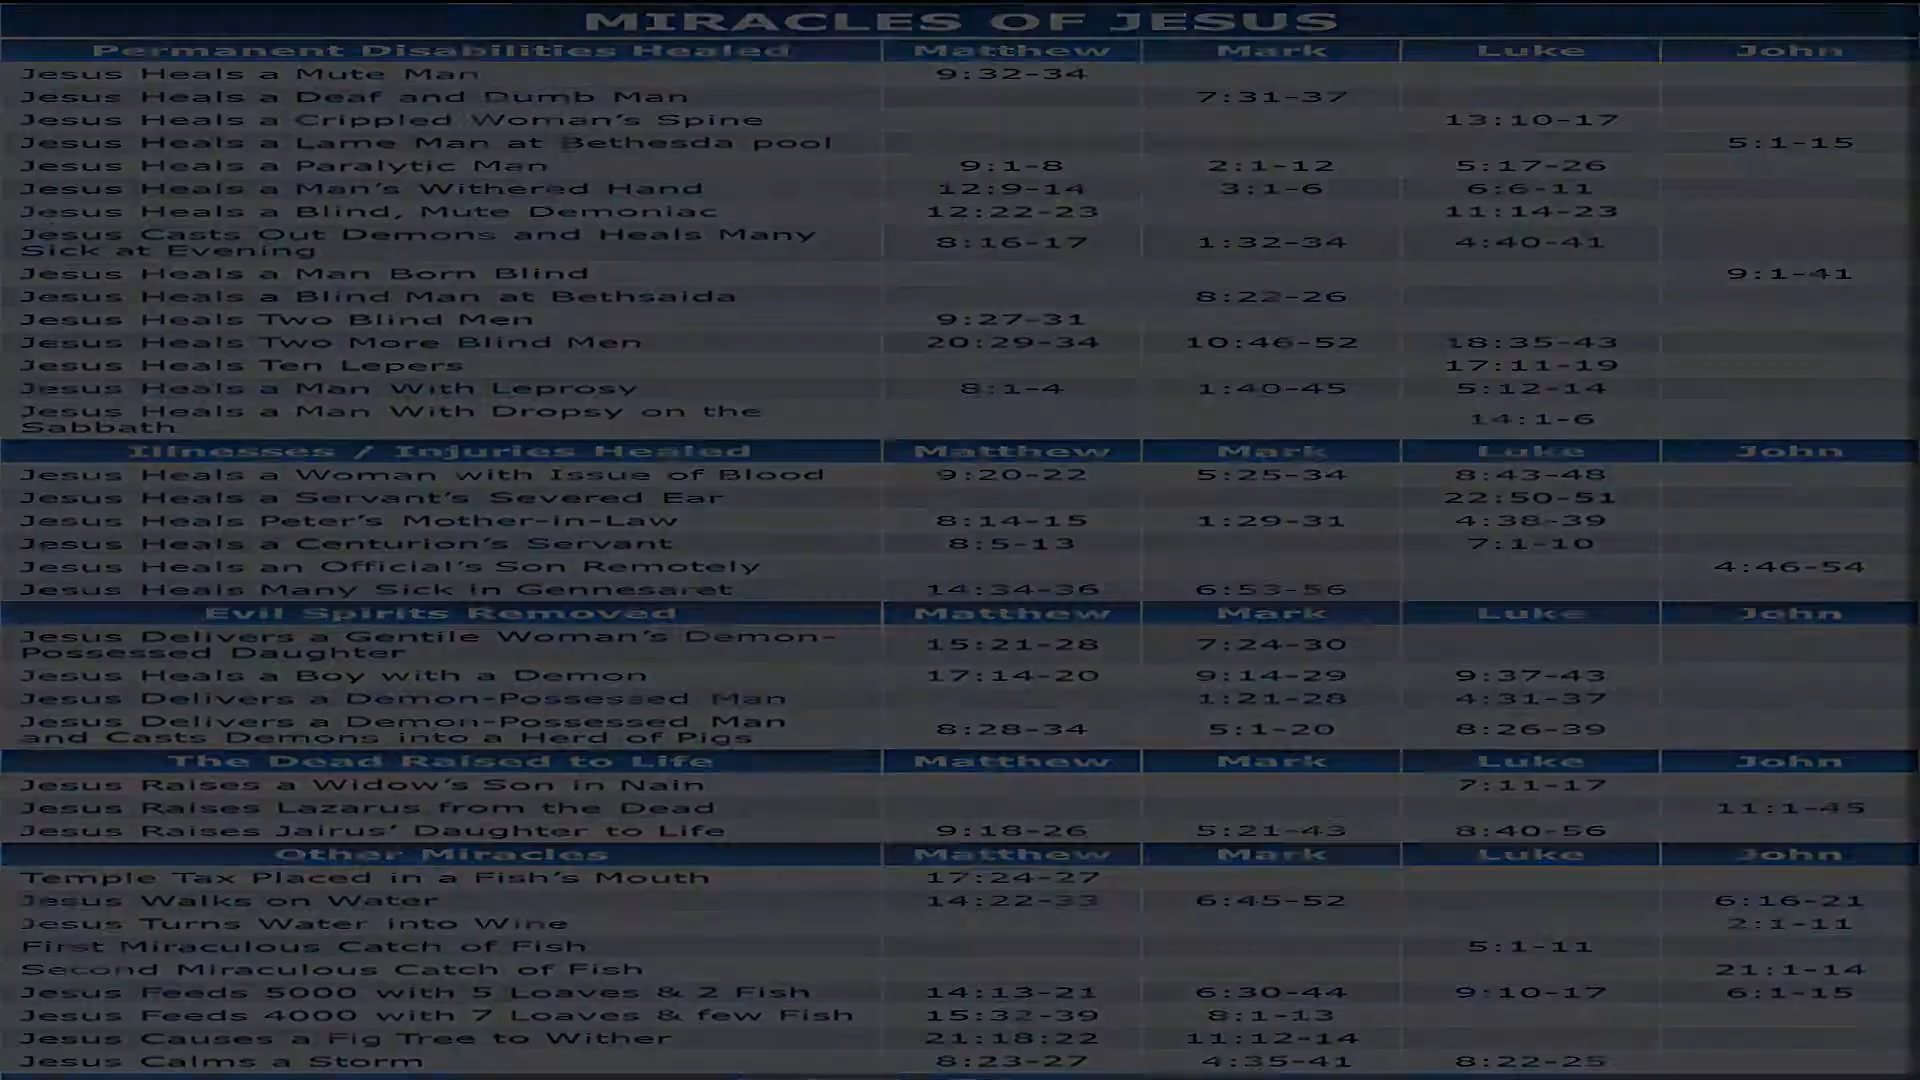 MIRACLES OF JESUS
Permanent Disabilities Healed Matthew Mark Luke John
Jesus Heals a Mute Man 9:32-34
Jesus Heals a Deaf and Dumb Man 7:31-37
Jesus Heals a Crippled Woman's Spine 13:10-17
Jesus Heals a Lame Man at Bethesda pool 5:1-15
Jesus Heals a Paralytic Man 9:1-8 2:1-12 5:17-26
Jesus Heals a Man's Withered Hand 12:9-14 3:1-6 6:6-11
Jesus Heals a Blind, Mute Demoniac 12:22-23 11:14-23
Jesus Casts Out Demons and Heals Many
Sick at Evening 8:16-17 1:32-34 4:40-41
Jesus Heals a Man Born Blind 9:1-41
Jesus Heals a Blind Man at Bethsaida 8:22-26
Jesus Heals Two Blind Men 9:27-31
Jesus Heals Two More Blind Men 20:29-34 10:46-52 18:35-43
Jesus Heals Ten Lepers 17:11-19
Jesus Heals a Man With Leprosy 8:1-4 1:40-45 5:12-14
Jesus Heals a Man With Dropsy on the
Sabbath 14:1-6
Illnesses / Injuries Healed Matthew Mark Luke John
Jesus Heals a Woman with Issue of Blood 9:20-22 5:25-34 8:43-48
Jesus Heals a Servant's Severed Ear 22:50-51
Jesus Heals Peter's Mother-in-Law 8:14-15 1:29-31 4:38-39
Jesus Heals a Centurion's Servant 8:5-13 7:1-10
Jesus Heals an Official's Son Remotely 4:46-54
Jesus Heals Many Sick in Gennesaret 14:34-36 6:53-56
Evil Spirits Removed Matthew Mark Luke John
Jesus Delivers a Gentile Woman's Demon-
Possessed Daughter 15:21-28 7:24-30
Jesus Heals a Boy with a Demon 17:14-20 9:14-29 9:37-43
Jesus Delivers a Demon-Possessed Man 1:21-28 4:31-37
Jesus Delivers a Demon-Possessed Man
and Casts Demons into a Herd of Pigs 8:28-34 5:1-20 8:26-39
The Dead Raised to Life Matthew Mark Luke John
Jesus Raises a Widow's Son in Nain 7:11-17
Jesus Raises Lazarus from the Dead 11:1-45
Jesus Raises Jairus' Daughter to Life 9:18-26 5:21-43 8:40-56
Other Miracles Matthew Mark Luke John
Temple Tax Placed in a Fish's Mouth 17:24-27
Jesus Walks on Water 14:22-33 6:45-52 6:16-21
Jesus Turns Water into Wine 2:1-11
First Miraculous Catch of Fish 5:1-11
Second Miraculous Catch of Fish 21:1-14
Jesus Feeds 5000 with 5 Loaves & 2 Fish 14:13-21 6:30-44 9:10-17 6:1-15
Jesus Feeds 4000 with 7 Loaves & few Fish 15:32-39 8:1-13
Jesus Causes a Fig Tree to Wither 21:18:22 11:12-14
Jesus Calms a Storm 8:23-27 4:35-41 8:22-25